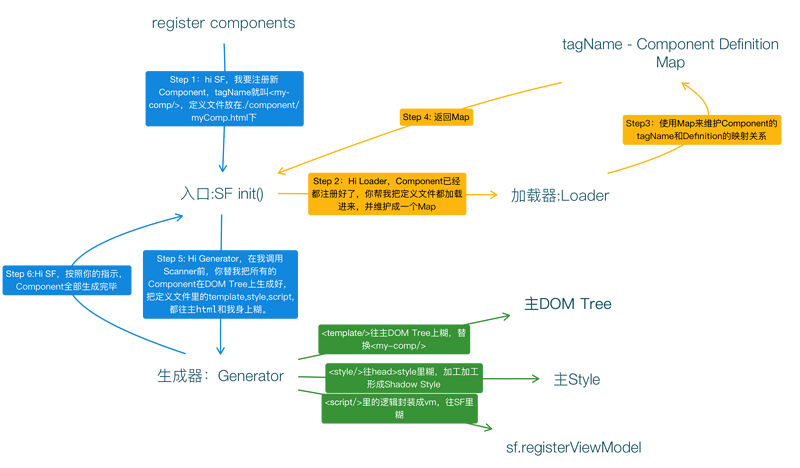 register components
tagName - Component Definition
Map
Step 1：hi SF，我要注册新
Component，tagName就叫<my-
comp/>，定义文件放在./component/
myComp.html下
Step 4: 返回Map
Step3：使用Map来维护Component的
tagName和Definition的映射关系
入口:SF init()
Step 2：Hi Loader，Component已经
都注册好了，你帮我把定义文件都加载
进来，并维护成一个Map
加载器:Loader
Step 6:Hi SF，按照你的指示，
Component全部生成完毕
Step 5: Hi Generator，在我调用
Scanner前，你替我把所有的
Component在DOM Tree上生成好，
把定义文件里的template,style,script,
都往主html和我身上糊。
主DOM Tree
<template/>往主DOM Tree上糊，替
换<my-comp/>
生成器：Generator
<style/>往head>style里糊，加工加工
形成Shadow Style
主Style
<script/>里的逻辑封装成vm，往SF里
糊
sf.registerViewModel